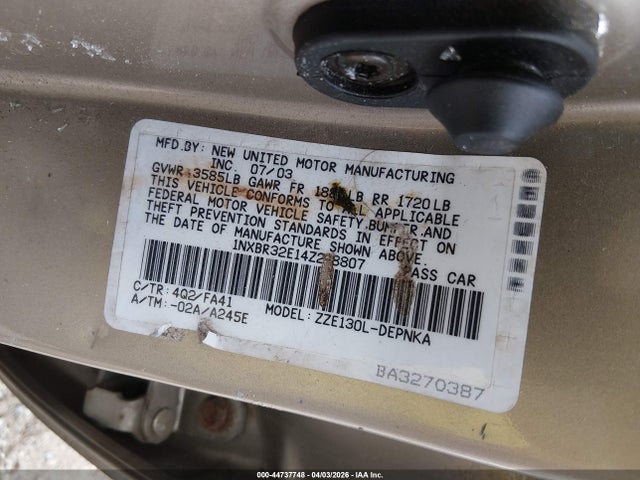 MFD.BY: NEW UNITED MOTOR MANUFACTURING
INC 07/03
GVWR 3585LB GAWR FR LB RR 1720LB
THIS VEHICLE CONFORMS TO ALL APPLICABLE
FEDERAL MOTOR VEHICLE SAFETY, BUMPER, AND
THEFT PREVENTION STANDARDS IN EFFECT ON
THE DATE OF MANUFACTURE SHOWN ABOVE.
PASS CAR
C/TR: 4Q2/FA41
A/TM: -02A/A245E
MODEL: ZZE130L-DEPNKA
BA3270387
000-44737748 - 04/03/2026 - IAA Inc.